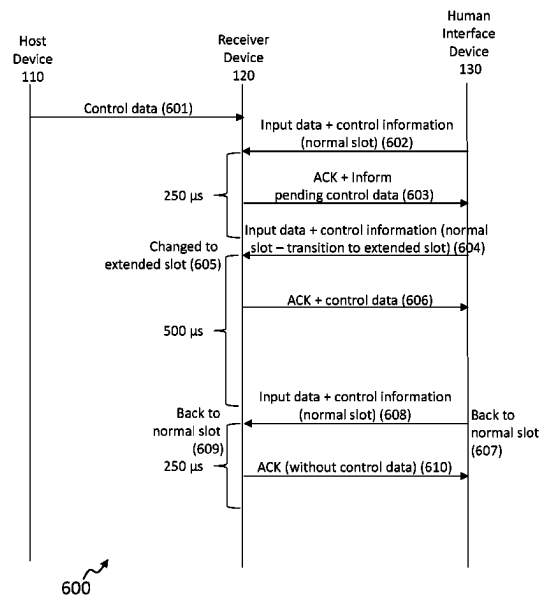 Host
Device
110
Receiver
Device
120
Human
Interface
Device
130
Control data (601)
Input data + control information
(normal slot) (602)
250 µs
ACK + Inform
pending control data (603)
Input data + control information (normal
slot – transition to extended slot) (604)
Changed to
extended slot (605)
ACK + control data (606)
500 µs
Input data + control information
(normal slot) (608)
Back to
normal slot
(609)
Back to
normal slot
(607)
250 µs
ACK (without control data) (610)
600